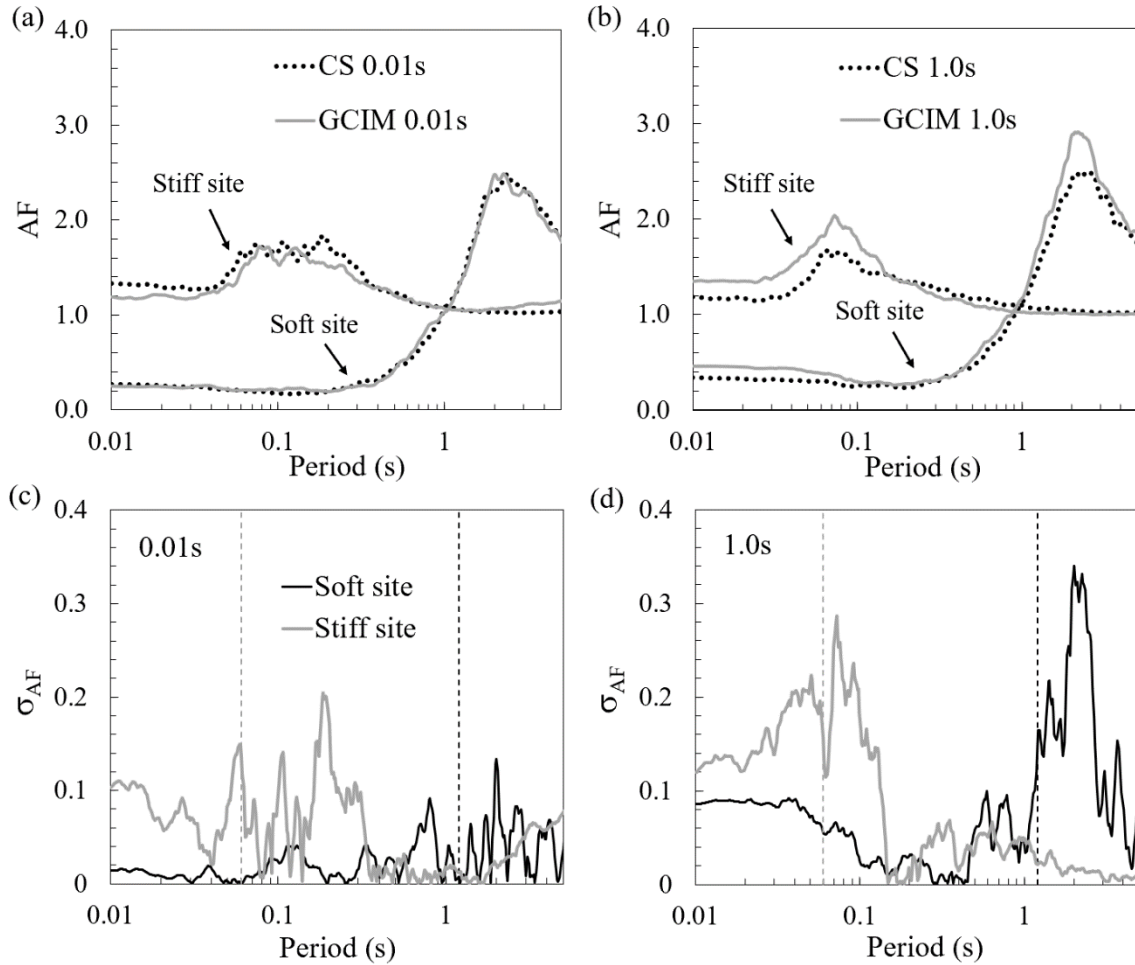 (a)
4.0
3.0
2.0
1.0
0.0
AF
CS 0.01s
GCIM 0.01s
Stiff site
Soft site
0.01
0.1
1
Period (s)
(b)
4.0
3.0
2.0
1.0
0.0
AF
CS 1.0s
GCIM 1.0s
Stiff site
Soft site
0.01
0.1
1
Period (s)
(c)
0.4
0.3
0.2
0.1
0
σAF
0.01s
Soft site
Stiff site
0.01
0.1
1
Period (s)
(d)
0.4
0.3
0.2
0.1
0
σAF
1.0s
0.01
0.1
1
Period (s)